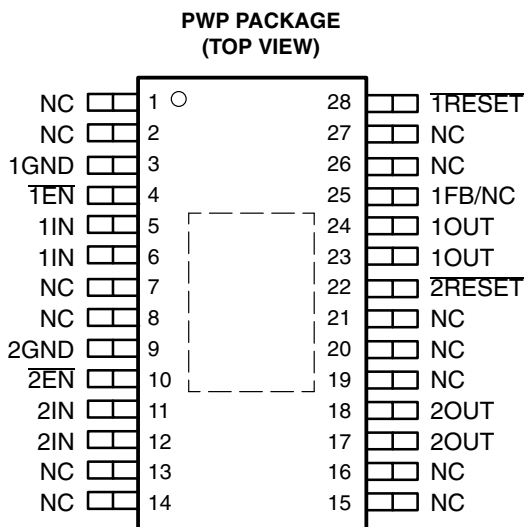 PWP PACKAGE
(TOP VIEW)
NC 1 28 1RESET
NC 2 27 NC
1GND 3 26 NC
1EN 4 25 1FB/NC
1IN 5 24 1OUT
1IN 6 23 1OUT
NC 7 22 2RESET
NC 8 21 NC
2GND 9 20 NC
2EN 10 19 NC
2IN 11 18 2OUT
2IN 12 17 2OUT
NC 13 16 NC
NC 14 15 NC